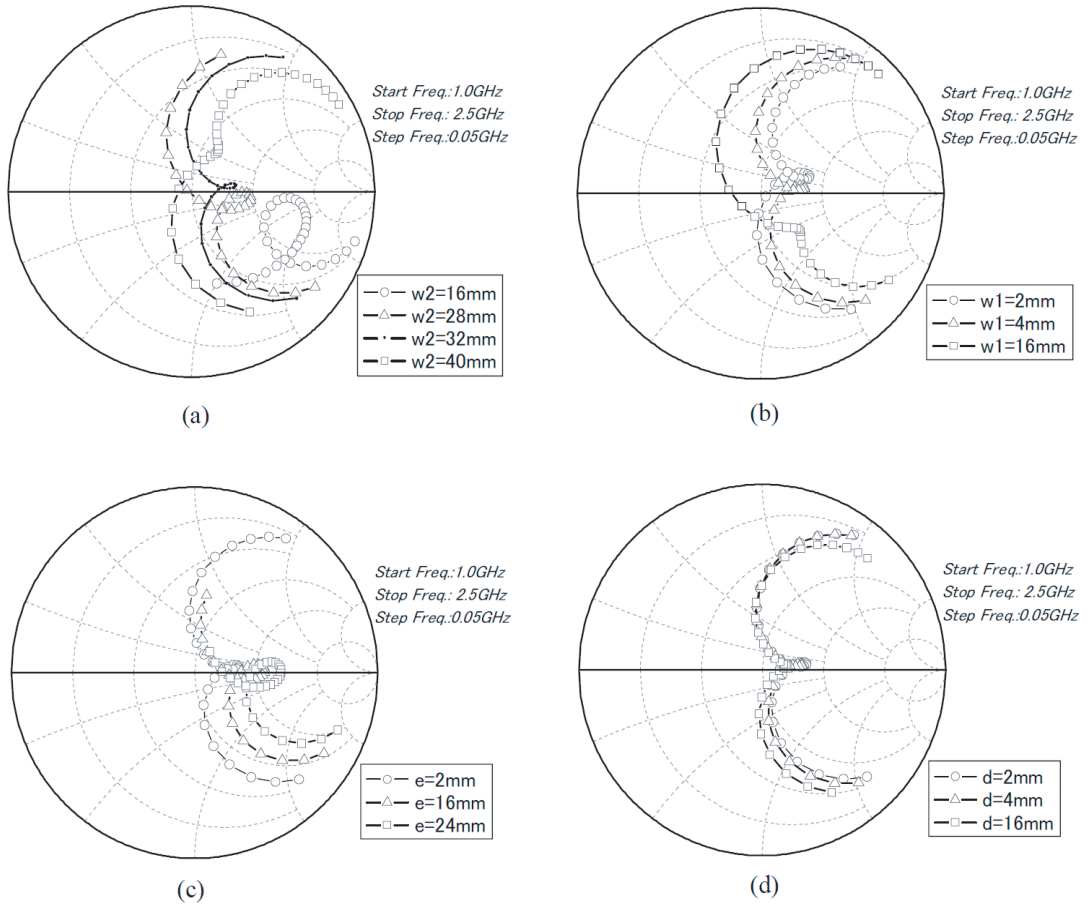 Start Freq.:1.0GHz
Stop Freq.: 2.5GHz
Step Freq.:0.05GHz
w2=16mm
w2=28mm
w2=32mm
w2=40mm
(a)
Start Freq.:1.0GHz
Stop Freq.: 2.5GHz
Step Freq.:0.05GHz
w1=2mm
w1=4mm
w1=16mm
(b)
Start Freq.:1.0GHz
Stop Freq.: 2.5GHz
Step Freq.:0.05GHz
e=2mm
e=16mm
e=24mm
(c)
Start Freq.:1.0GHz
Stop Freq.: 2.5GHz
Step Freq.:0.05GHz
d=2mm
d=4mm
d=16mm
(d)